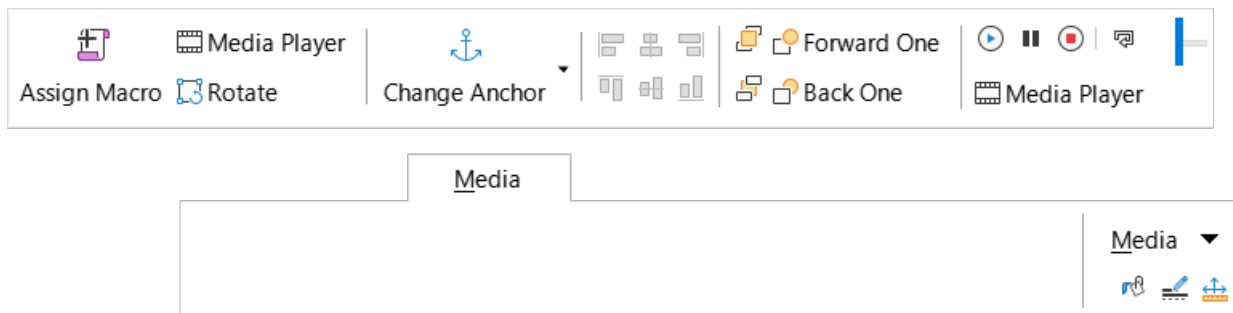 Media Player
Forward One
Assign Macro
Rotate
Change Anchor
Back One
Media Player
Media
Media